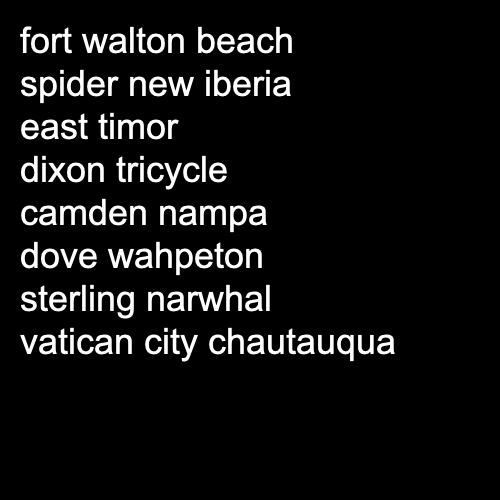 fort walton beach
spider new iberia
east timor
dixon tricycle
camden nampa
dove wahpeton
sterling narwhal
vatican city chautauqua